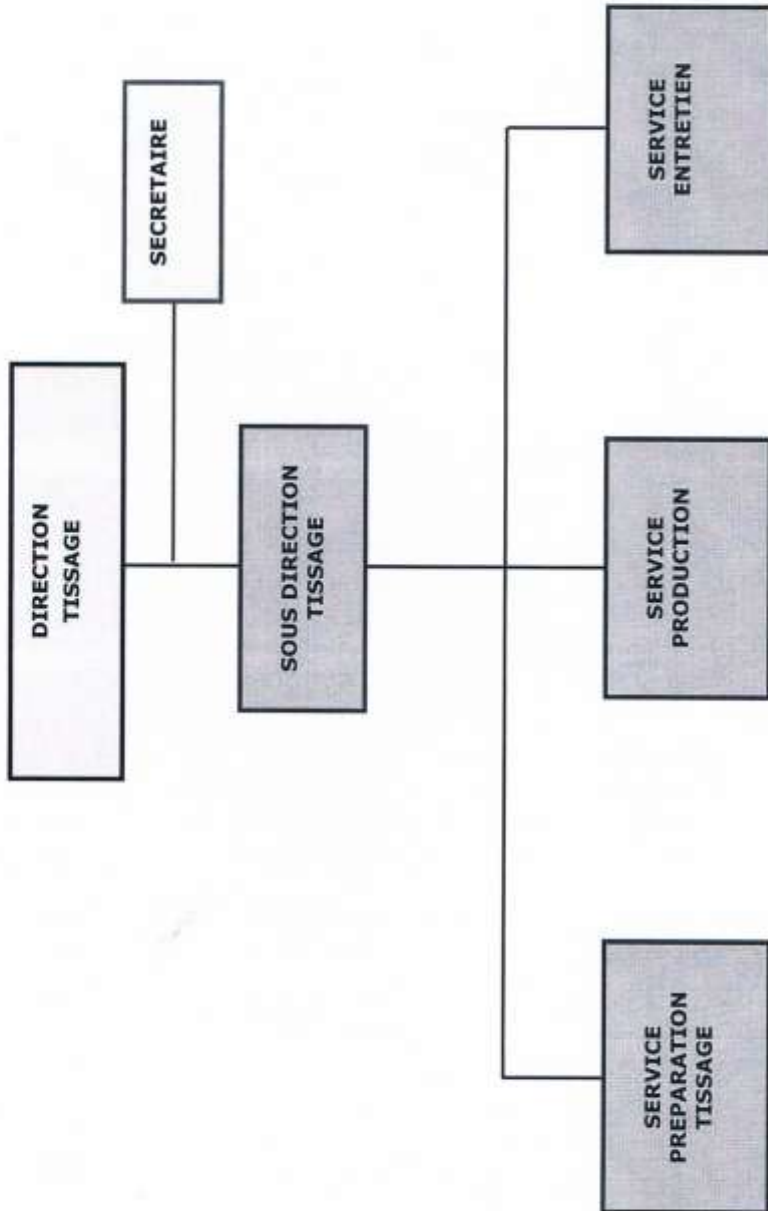 DIRECTION
TISSAGE
SECRETAIRE
SOUS DIRECTION
TISSAGE
SERVICE
PREPARATION
TISSAGE
SERVICE
PRODUCTION
SERVICE
ENTRETIEN